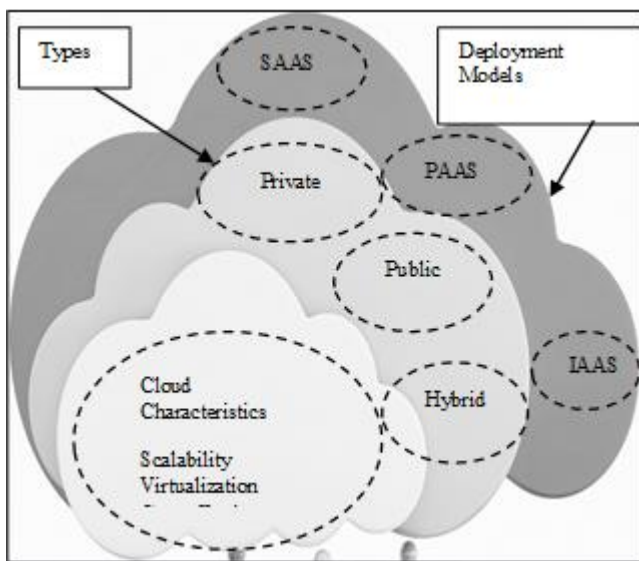 Types
Deployment
Models
SAAS
Private
PAAS
Public
IAAS
Hybrid
Cloud
Characteristics
Scalability
Virtualization